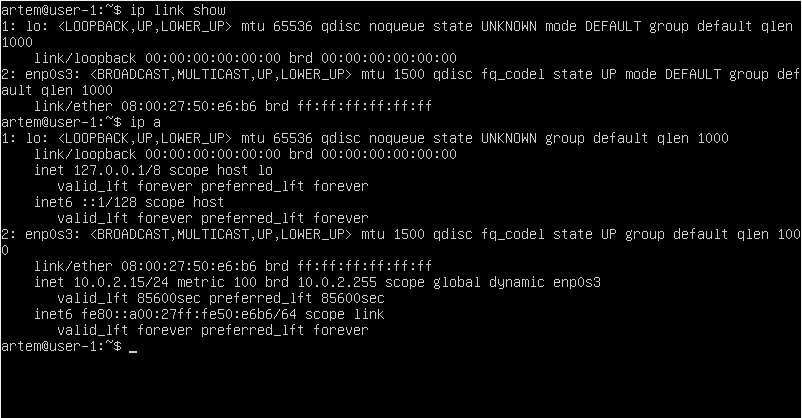 artem@user-1:~$ ip link show
1: lo: <LOOPBACK,UP,LOWER_UP> mtu 65536 qdisc noqueue state UNKNOWN mode DEFAULT group default qlen
1000
    link/loopback 00:00:00:00:00:00 brd 00:00:00:00:00:00
2: enp0s3: <BROADCAST,MULTICAST,UP,LOWER_UP> mtu 1500 qdisc fq_codel state UP mode DEFAULT group def
ault qlen 1000
    link/ether 08:00:27:50:e6:b6 brd ff:ff:ff:ff:ff:ff
artem@user-1:~$ ip a
1: lo: <LOOPBACK,UP,LOWER_UP> mtu 65536 qdisc noqueue state UNKNOWN group default qlen 1000
    link/loopback 00:00:00:00:00:00 brd 00:00:00:00:00:00
    inet 127.0.0.1/8 scope host lo
       valid_lft forever preferred_lft forever
    inet6 ::1/128 scope host
       valid_lft forever preferred_lft forever
2: enp0s3: <BROADCAST,MULTICAST,UP,LOWER_UP> mtu 1500 qdisc fq_codel state UP group default qlen 100
0
    link/ether 08:00:27:50:e6:b6 brd ff:ff:ff:ff:ff:ff
    inet 10.0.2.15/24 metric 100 brd 10.0.2.255 scope global dynamic enp0s3
       valid_lft 85600sec preferred_lft 85600sec
    inet6 fe80::a00:27ff:fe50:e6b6/64 scope link
       valid_lft forever preferred_lft forever
artem@user-1:~$ _